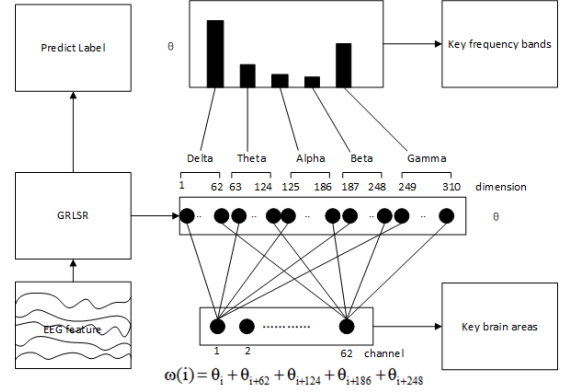 Predict Label
θ
Key frequency bands
Delta Theta Alpha Beta Gamma
1 62 63 124 125 186 187 248 249 310 dimension
GRLSR
·· ·· ·· ·· ·· θ
EEG feature
1 2 ············ 62 channel
Key brain areas
ω(i) = θi + θi+62 + θi+124 + θi+186 + θi+248